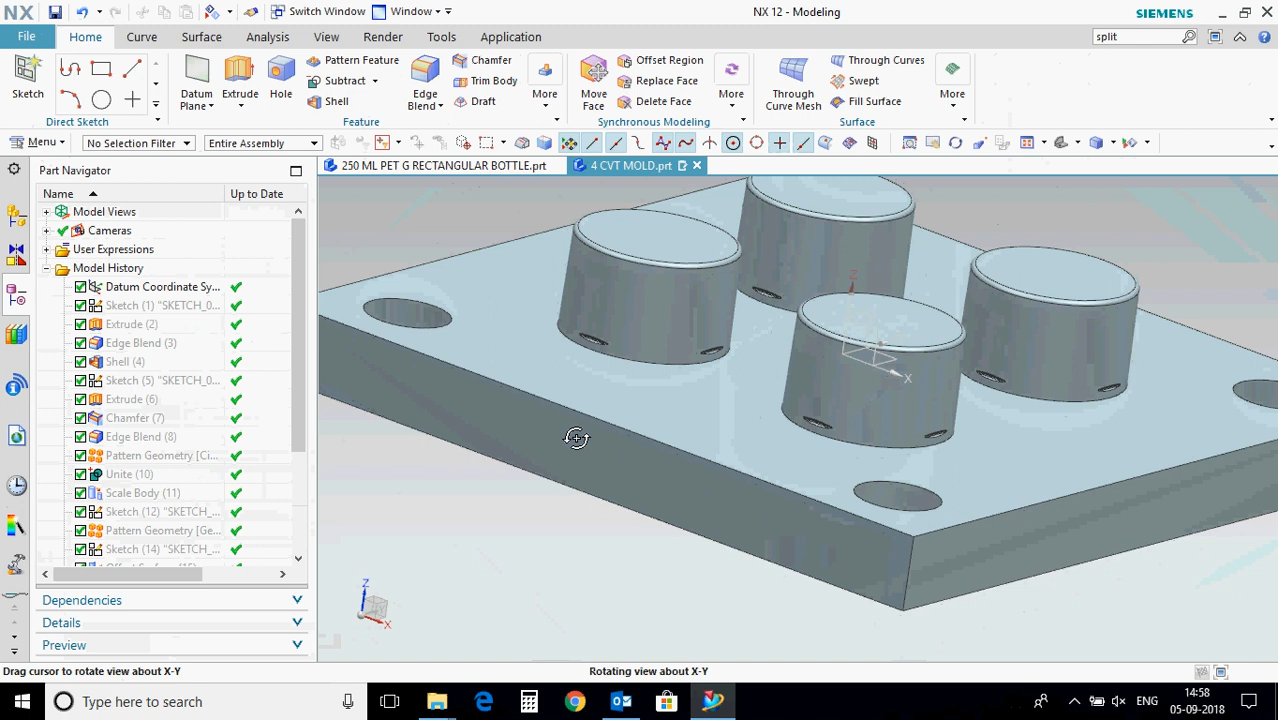 NX
Switch Window
Window
NX 12 - Modeling
SIEMENS
File
Home
Curve
Surface
Analysis
View
Render
Tools
Application
split
Sketch
Direct Sketch
Datum Plane
Extrude
Hole
Pattern Feature
Subtract
Shell
Edge Blend
Chamfer
Trim Body
Draft
More
Feature
Move Face
Offset Region
Replace Face
Delete Face
More
Synchronous Modeling
Through Curve Mesh
Through Curves
Swept
Fill Surface
More
Surface
Menu
No Selection Filter
Entire Assembly
Part Navigator
250 ML PET G RECTANGULAR BOTTLE.prt
4 CVT MOLD.prt
Name
Up to Date
Model Views
Cameras
User Expressions
Model History
Datum Coordinate Sy...
Sketch (1) "SKETCH_0...
Extrude (2)
Edge Blend (3)
Shell (4)
Sketch (5) "SKETCH_0...
Extrude (6)
Chamfer (7)
Edge Blend (8)
Pattern Geometry [Ci...
Unite (10)
Scale Body (11)
Sketch (12) "SKETCH_...
Pattern Geometry [Ge...
Sketch (14) "SKETCH_...
Dependencies
Details
Preview
Z
X
Z
X
Drag cursor to rotate view about X-Y
Rotating view about X-Y
Type here to search
ENG
14:58
05-09-2018